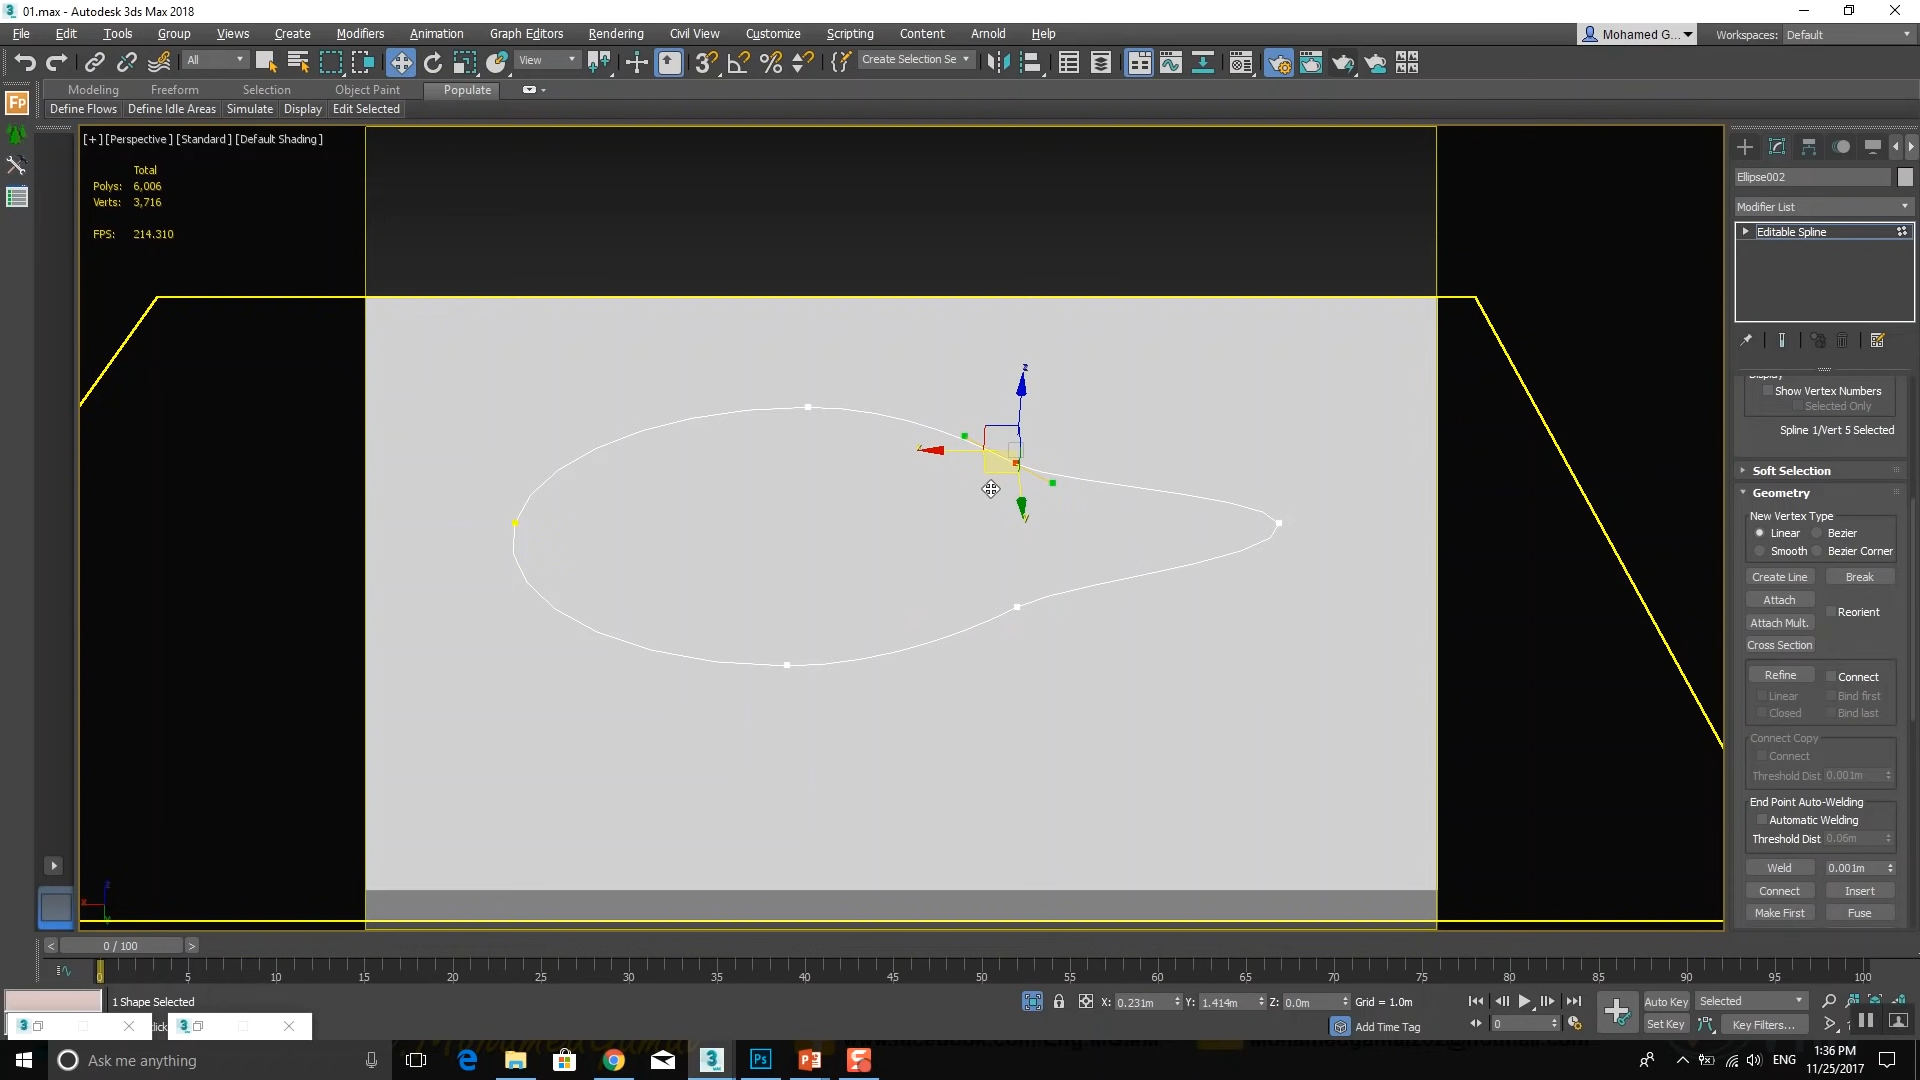 01.max - Autodesk 3ds Max 2018
File Edit Tools Group Views Create Modifiers Animation Graph Editors Rendering Civil View Customize Scripting Content Arnold Help
Mohamed G... Workspaces: Default
All View Create Selection Se
Modeling Freeform Selection Object Paint Populate
Define Flows Define Idle Areas Simulate Display Edit Selected
[+] [Perspective] [Standard] [Default Shading]
Total
Polys: 6,006
Verts: 3,716
FPS: 214.310
z
x
y
Ellipse002
Modifier List
Editable Spline
Display
Show Vertex Numbers
Selected Only
Spline 1/Vert 5 Selected
Soft Selection
Geometry
New Vertex Type
Linear Bezier
Smooth Bezier Corner
Create Line Break
Attach
Reorient
Attach Mult.
Cross Section
Refine Connect
Linear Bind first
Closed Bind last
Connect Copy
Connect
Threshold Dist 0.001m
End Point Auto-Welding
Automatic Welding
Threshold Dist 0.06m
Weld 0.001m
Connect Insert
Make First Fuse
0 / 100
0 5 10 15 20 25 30 35 40 45 50 55 60 65 70 75 80 85 90 95 100
1 Shape Selected
X: 0.231m Y: 1.414m Z: 0.0m Grid = 1.0m
Auto Key Selected
Add Time Tag
0
Set Key Key Filters...
Ask me anything
ENG
1:36 PM
11/25/2017